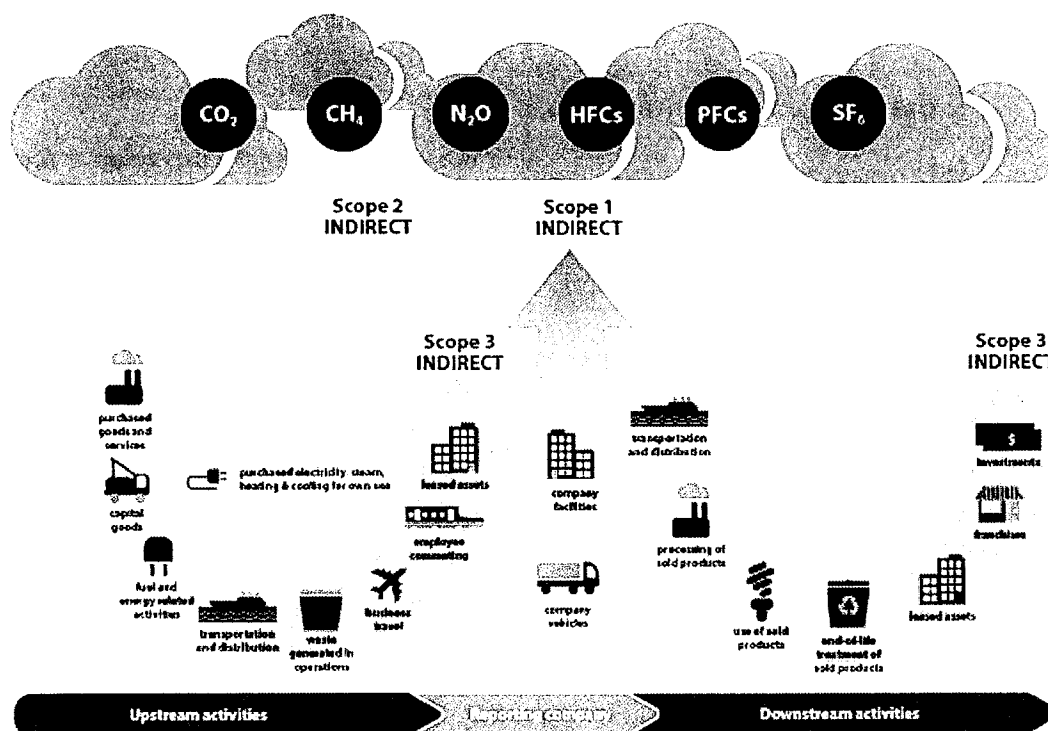 CO₂
CH₄
N₂O
HFCs
PFCs
SF₆
Scope 2
INDIRECT
Scope 1
INDIRECT
Scope 3
INDIRECT
Scope 3
INDIRECT
purchased
goods and
services
capital
goods
fuel and
energy related
activities
purchased electricity, steam,
heating & cooling for own use
transportation
and distribution
waste
generated in
operations
business
travel
employee
commuting
leased assets
company
facilities
company
vehicles
transportation
and distribution
processing of
sold products
use of sold
products
end-of-life
treatment of
sold products
leased assets
franchises
$
investments
Upstream activities
Reporting company
Downstream activities